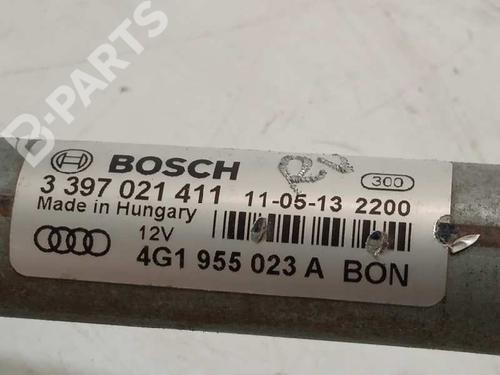 B-PARTS
BOSCH
300
3 397 021 411 11-05-13 2200
Made in Hungary
12V
4G1 955 023 A BON